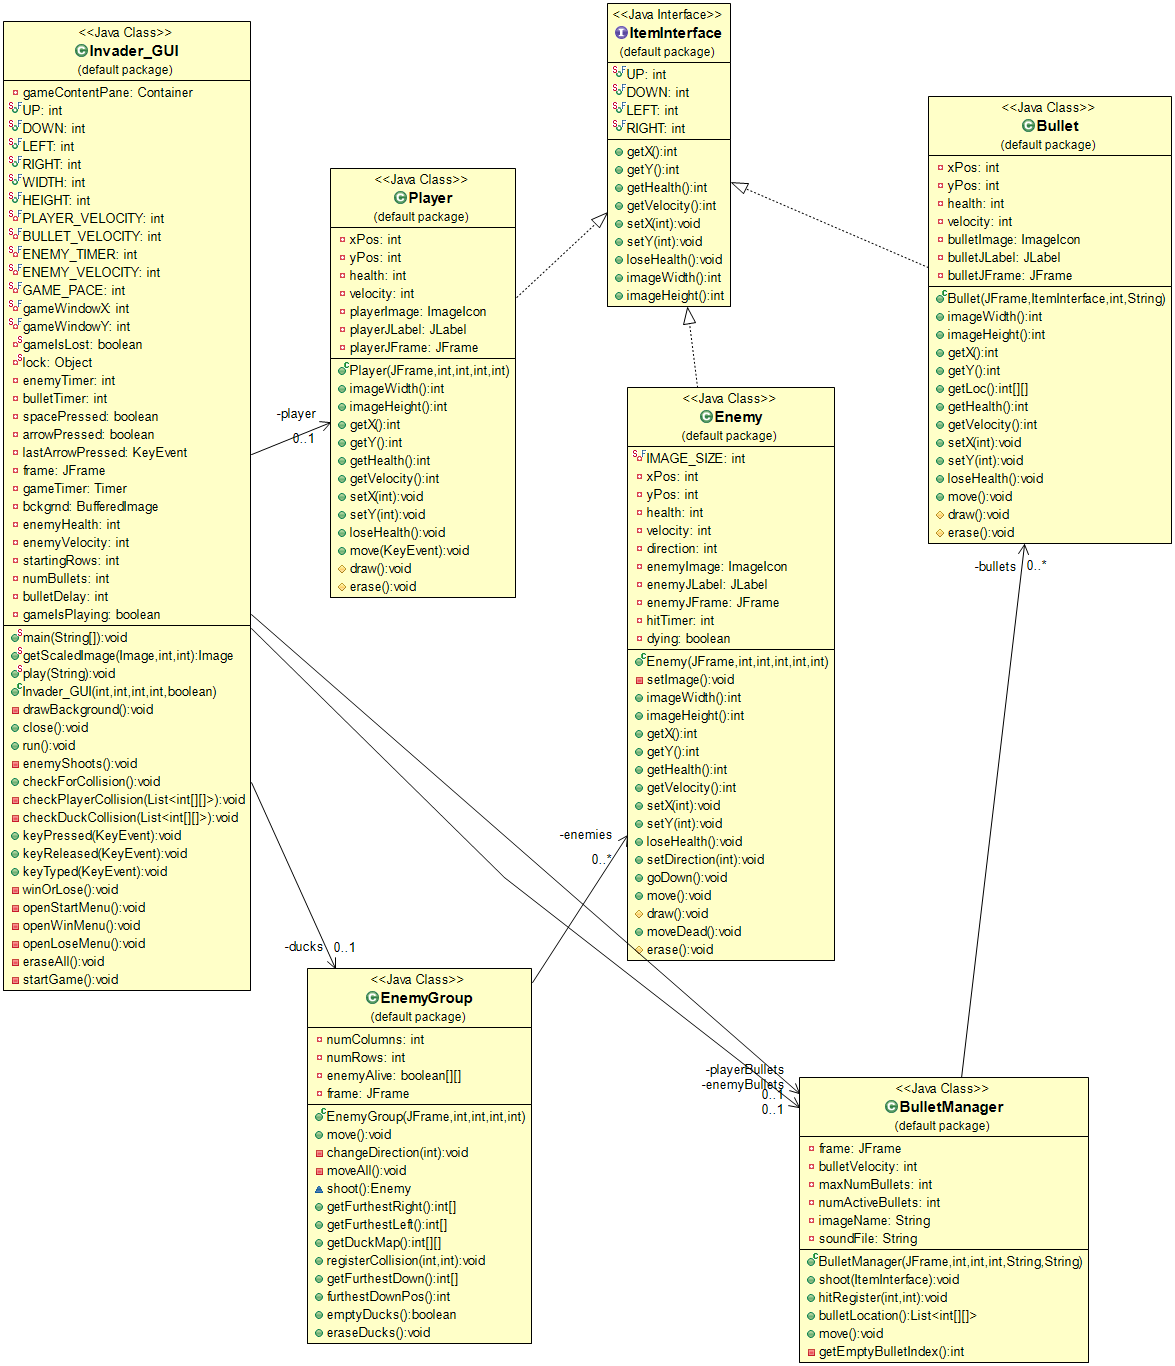 <<Java Class>>
Invader_GUI
(default package)
gameContentPane: Container
UP: int
DOWN: int
LEFT: int
RIGHT: int
WIDTH: int
HEIGHT: int
PLAYER_VELOCITY: int
BULLET_VELOCITY: int
ENEMY_TIMER: int
ENEMY_VELOCITY: int
GAME_PACE: int
gameWindowX: int
gameWindowY: int
gameIsLost: boolean
lock: Object
enemyTimer: int
bulletTimer: int
spacePressed: boolean
arrowPressed: boolean
lastArrowPressed: KeyEvent
frame: JFrame
gameTimer: Timer
bckgrnd: BufferedImage
enemyHealth: int
enemyVelocity: int
startingRows: int
numBullets: int
bulletDelay: int
gameIsPlaying: boolean
main(String[]):void
getScaledImage(Image,int,int):Image
play(String):void
Invader_GUI(int,int,int,int,boolean)
drawBackground():void
close():void
run():void
enemyShoots():void
checkForCollision():void
checkPlayerCollision(List<int[][]>):void
checkDuckCollision(List<int[][]>):void
keyPressed(KeyEvent):void
keyReleased(KeyEvent):void
keyTyped(KeyEvent):void
winOrLose():void
openStartMenu():void
openWinMenu():void
openLoseMenu():void
eraseAll():void
startGame():void
-player
0..1
<<Java Class>>
Player
(default package)
xPos: int
yPos: int
health: int
velocity: int
playerImage: ImageIcon
playerJLabel: JLabel
playerJFrame: JFrame
Player(JFrame,int,int,int,int)
imageWidth():int
imageHeight():int
getX():int
getY():int
getHealth():int
getVelocity():int
setX(int):void
setY(int):void
loseHealth():void
move(KeyEvent):void
draw():void
erase():void
<<Java Interface>>
ItemInterface
(default package)
UP: int
DOWN: int
LEFT: int
RIGHT: int
getX():int
getY():int
getHealth():int
getVelocity():int
setX(int):void
setY(int):void
loseHealth():void
imageWidth():int
imageHeight():int
<<Java Class>>
Bullet
(default package)
xPos: int
yPos: int
health: int
velocity: int
bulletImage: ImageIcon
bulletJLabel: JLabel
bulletJFrame: JFrame
Bullet(JFrame,ItemInterface,int,String)
imageWidth():int
imageHeight():int
getX():int
getY():int
getLoc():int[][]
getHealth():int
getVelocity():int
setX(int):void
setY(int):void
loseHealth():void
move():void
draw():void
erase():void
-bullets 0..*
<<Java Class>>
Enemy
(default package)
IMAGE_SIZE: int
xPos: int
yPos: int
health: int
velocity: int
direction: int
enemyImage: ImageIcon
enemyJLabel: JLabel
enemyJFrame: JFrame
hitTimer: int
dying: boolean
Enemy(JFrame,int,int,int,int,int)
setImage():void
imageWidth():int
imageHeight():int
getX():int
getY():int
getHealth():int
getVelocity():int
setX(int):void
setY(int):void
loseHealth():void
setDirection(int):void
goDown():void
move():void
draw():void
moveDead():void
erase():void
-enemies
0..*
-ducks 0..1
<<Java Class>>
EnemyGroup
(default package)
numColumns: int
numRows: int
enemyAlive: boolean[][]
frame: JFrame
EnemyGroup(JFrame,int,int,int,int)
move():void
changeDirection(int):void
moveAll():void
shoot():Enemy
getFurthestRight():int[]
getFurthestLeft():int[]
getDuckMap():int[][]
registerCollision(int,int):void
getFurthestDown():int[]
furthestDownPos():int
emptyDucks():boolean
eraseDucks():void
-playerBullets
-enemyBullets
0..1
0..1
<<Java Class>>
BulletManager
(default package)
frame: JFrame
bulletVelocity: int
maxNumBullets: int
numActiveBullets: int
imageName: String
soundFile: String
BulletManager(JFrame,int,int,int,String,String)
shoot(ItemInterface):void
hitRegister(int,int):void
bulletLocation():List<int[][]>
move():void
getEmptyBulletIndex():int